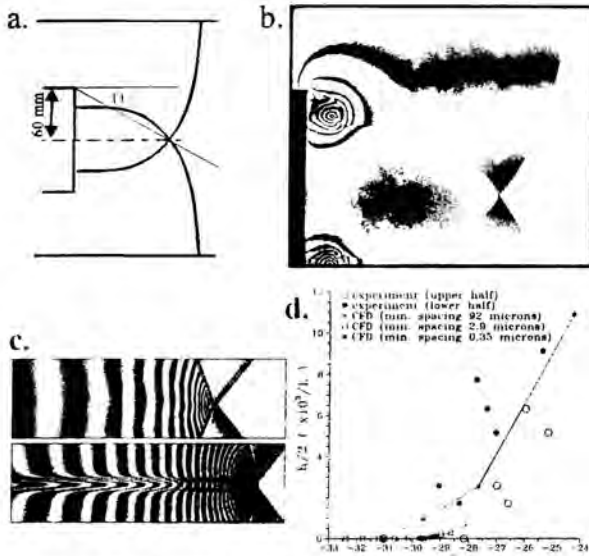 a.
60 mm
b.
c.
d.
experiment (upper half)
experiment (lower half)
CFD (min. spacing 92 microns)
CFD (min. spacing 2.9 microns)
CFD (min. spacing 0.35 microns)
12
10
8
6
4
2
0
-33 -32 -31 -30 -29 -28 -27 -26 -25 -24